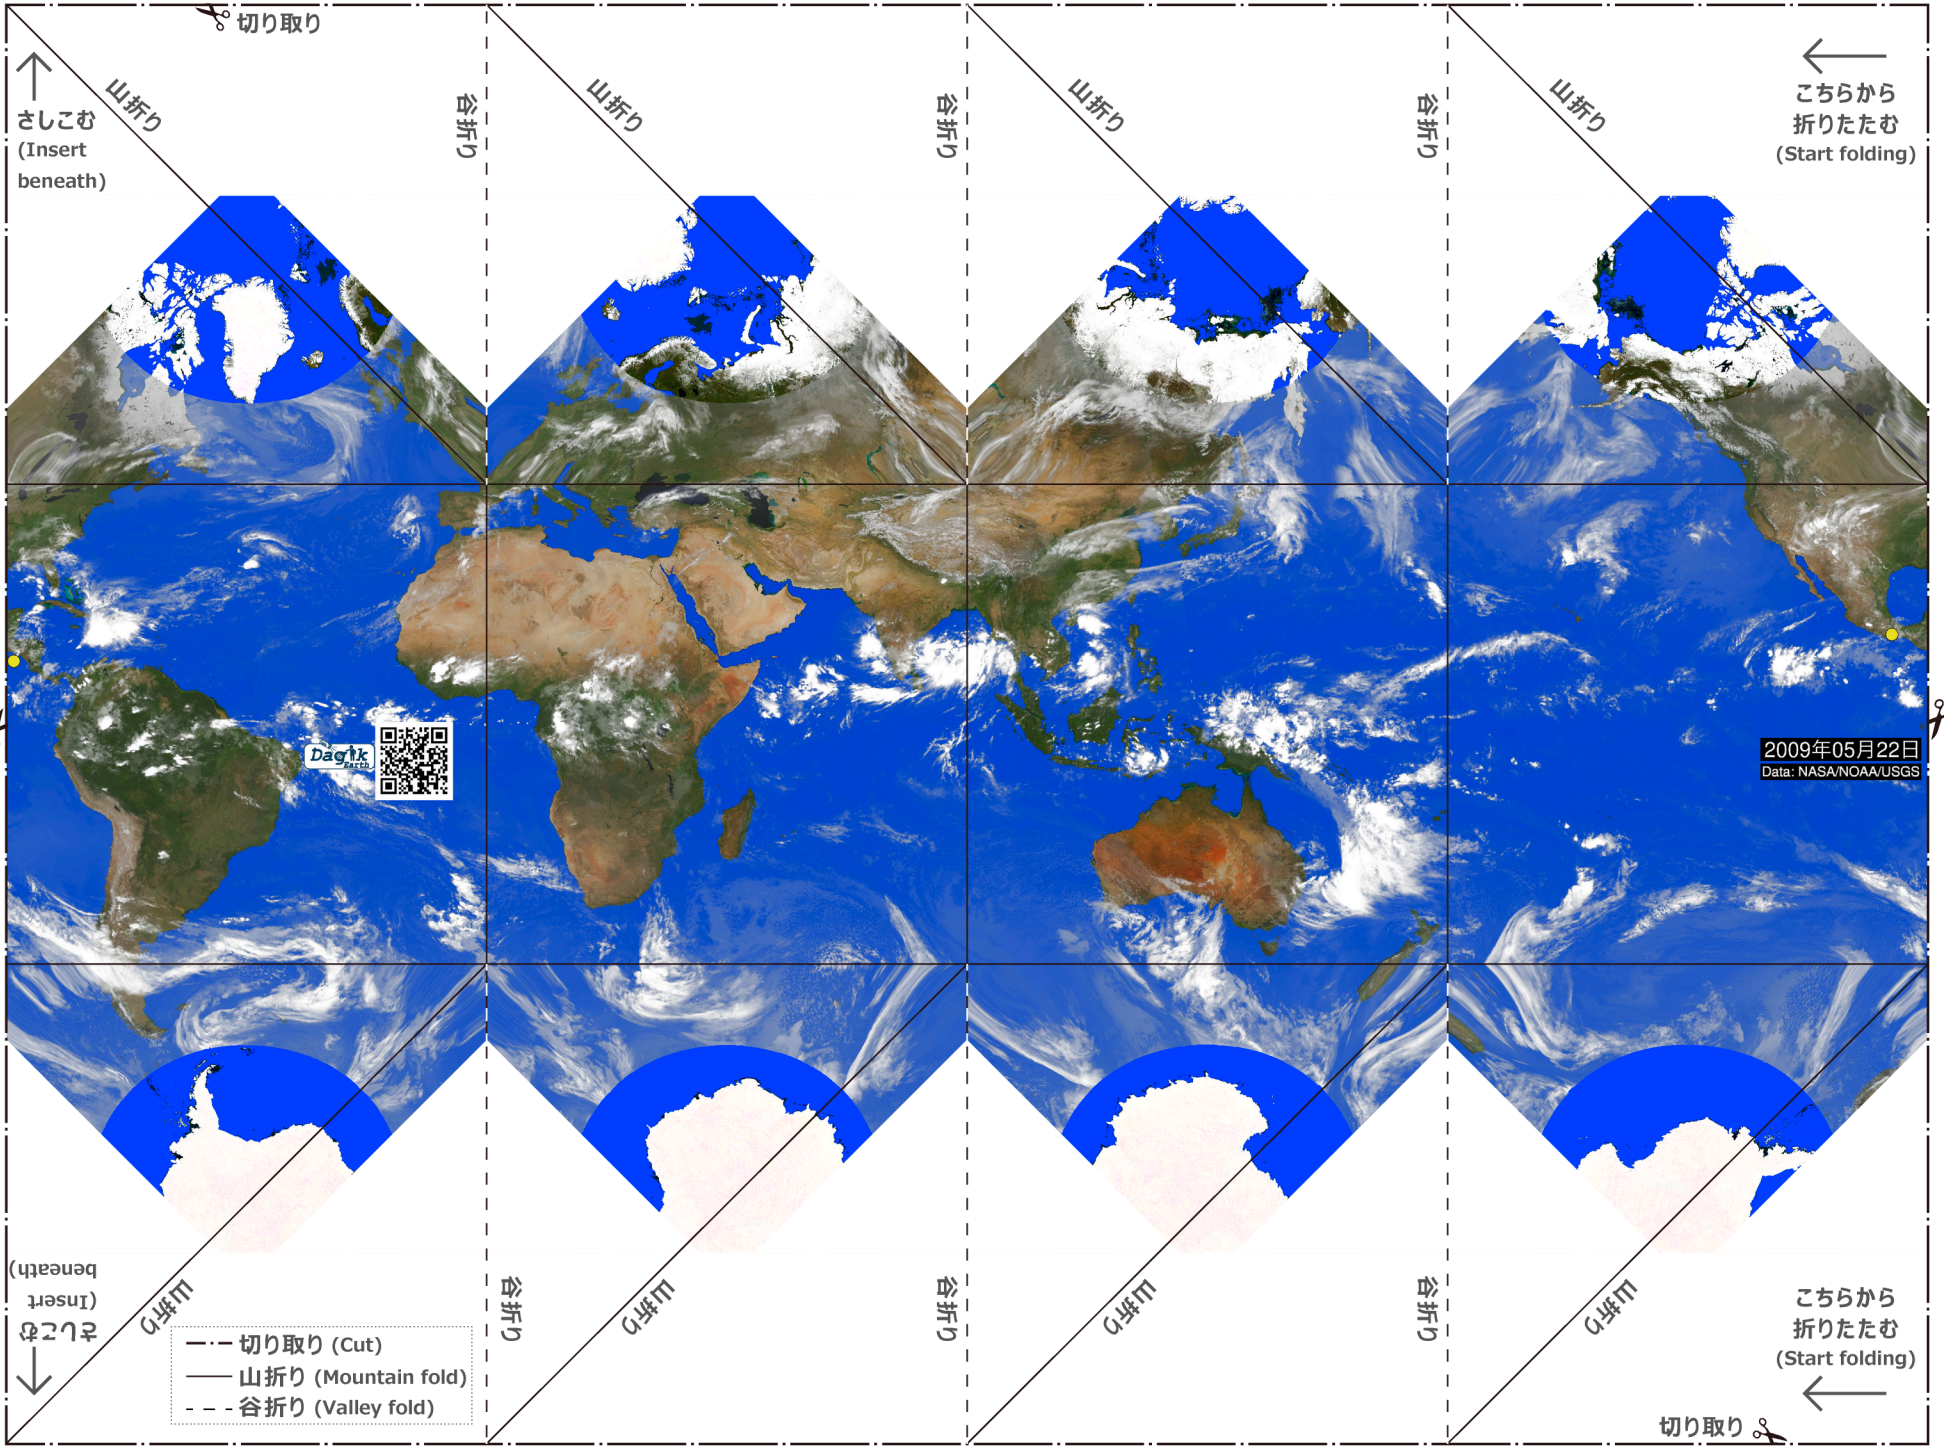 切り取り
さしこむ
(Insert
beneath)
山折り
谷折り
山折り
谷折り
山折り
谷折り
山折り
こちらから
折りたたむ
(Start folding)
Dagik
Earth
2009年05月22日
Data: NASA/NOAA/USGS
さしこむ
(Insert
beneath)
山折り
谷折り
山折り
谷折り
山折り
谷折り
山折り
こちらから
折りたたむ
(Start folding)
切り取り (Cut)
山折り (Mountain fold)
谷折り (Valley fold)
切り取り